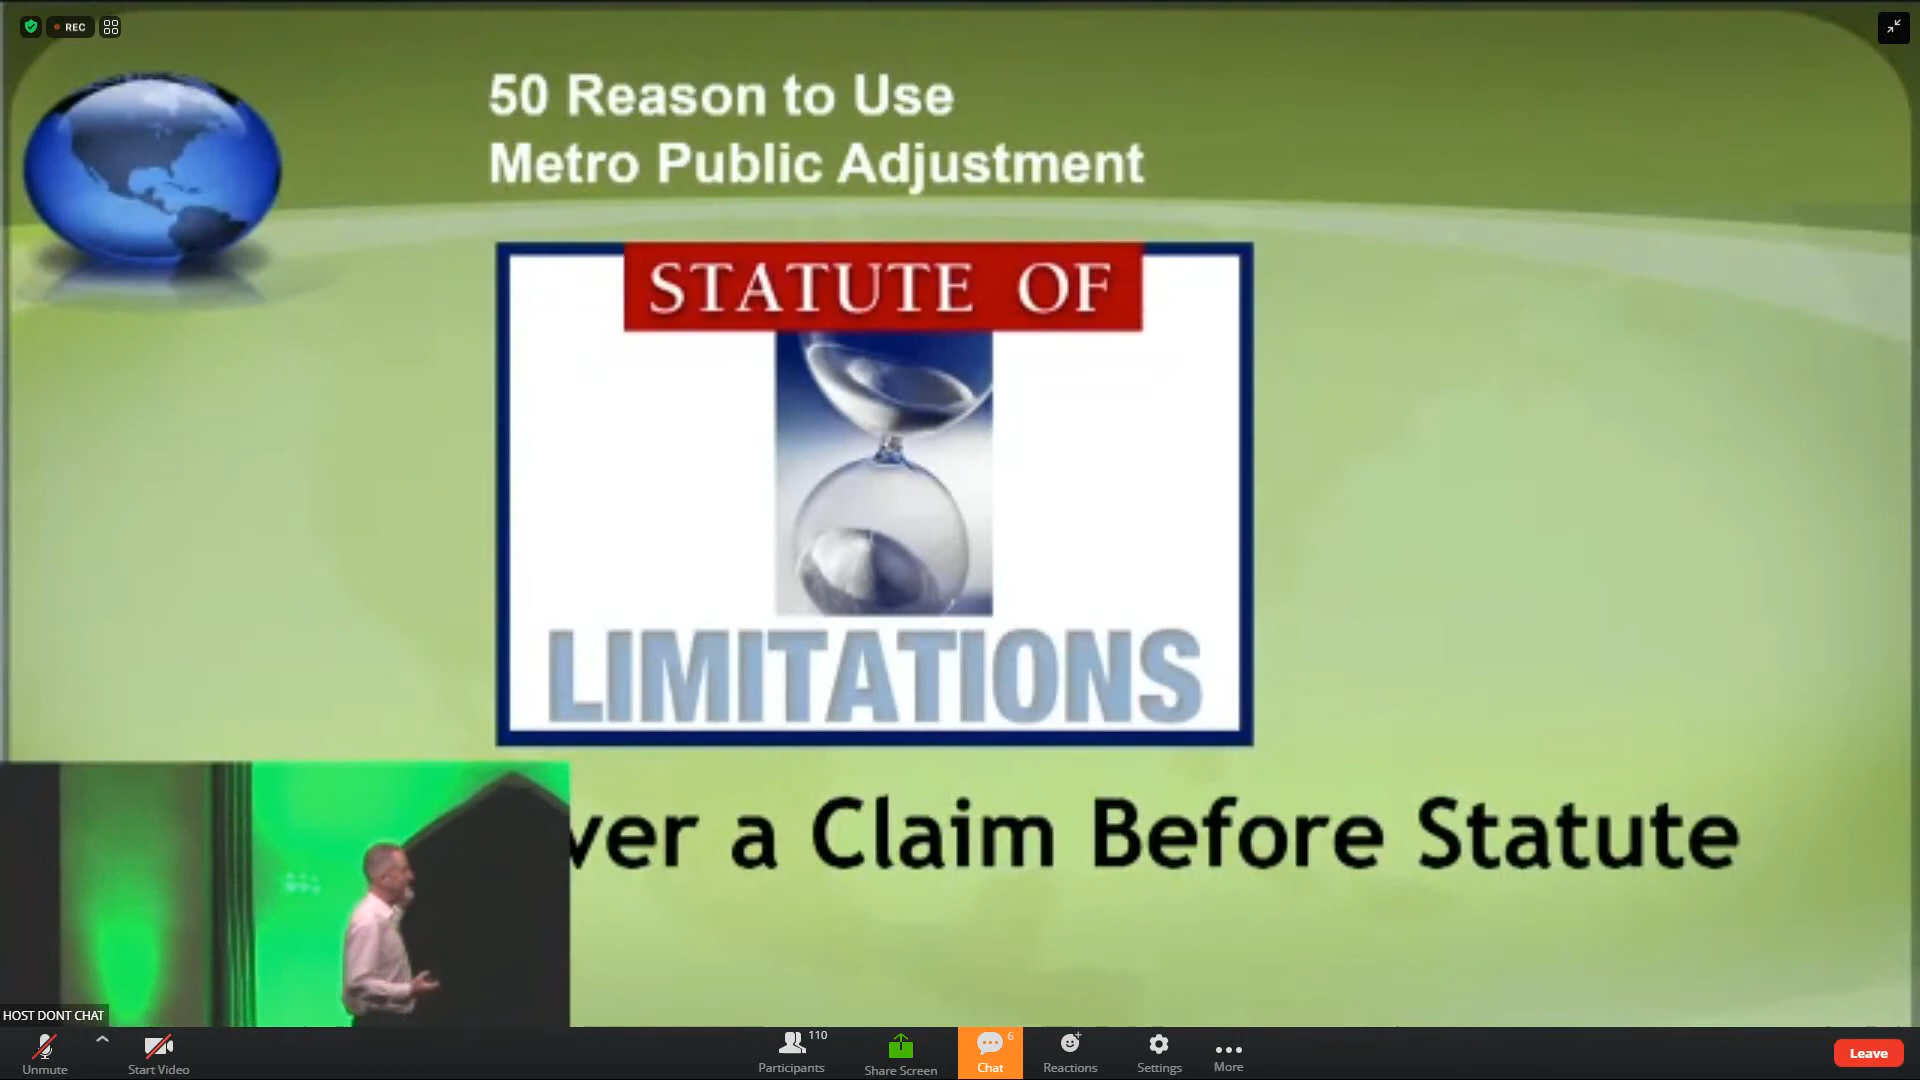 REC
50 Reason to Use
Metro Public Adjustment
STATUTE OF
LIMITATIONS
ver a Claim Before Statute
HOST DONT CHAT
Unmute
Start Video
110
Participants
Share Screen
6
Chat
Reactions
Settings
More
Leave